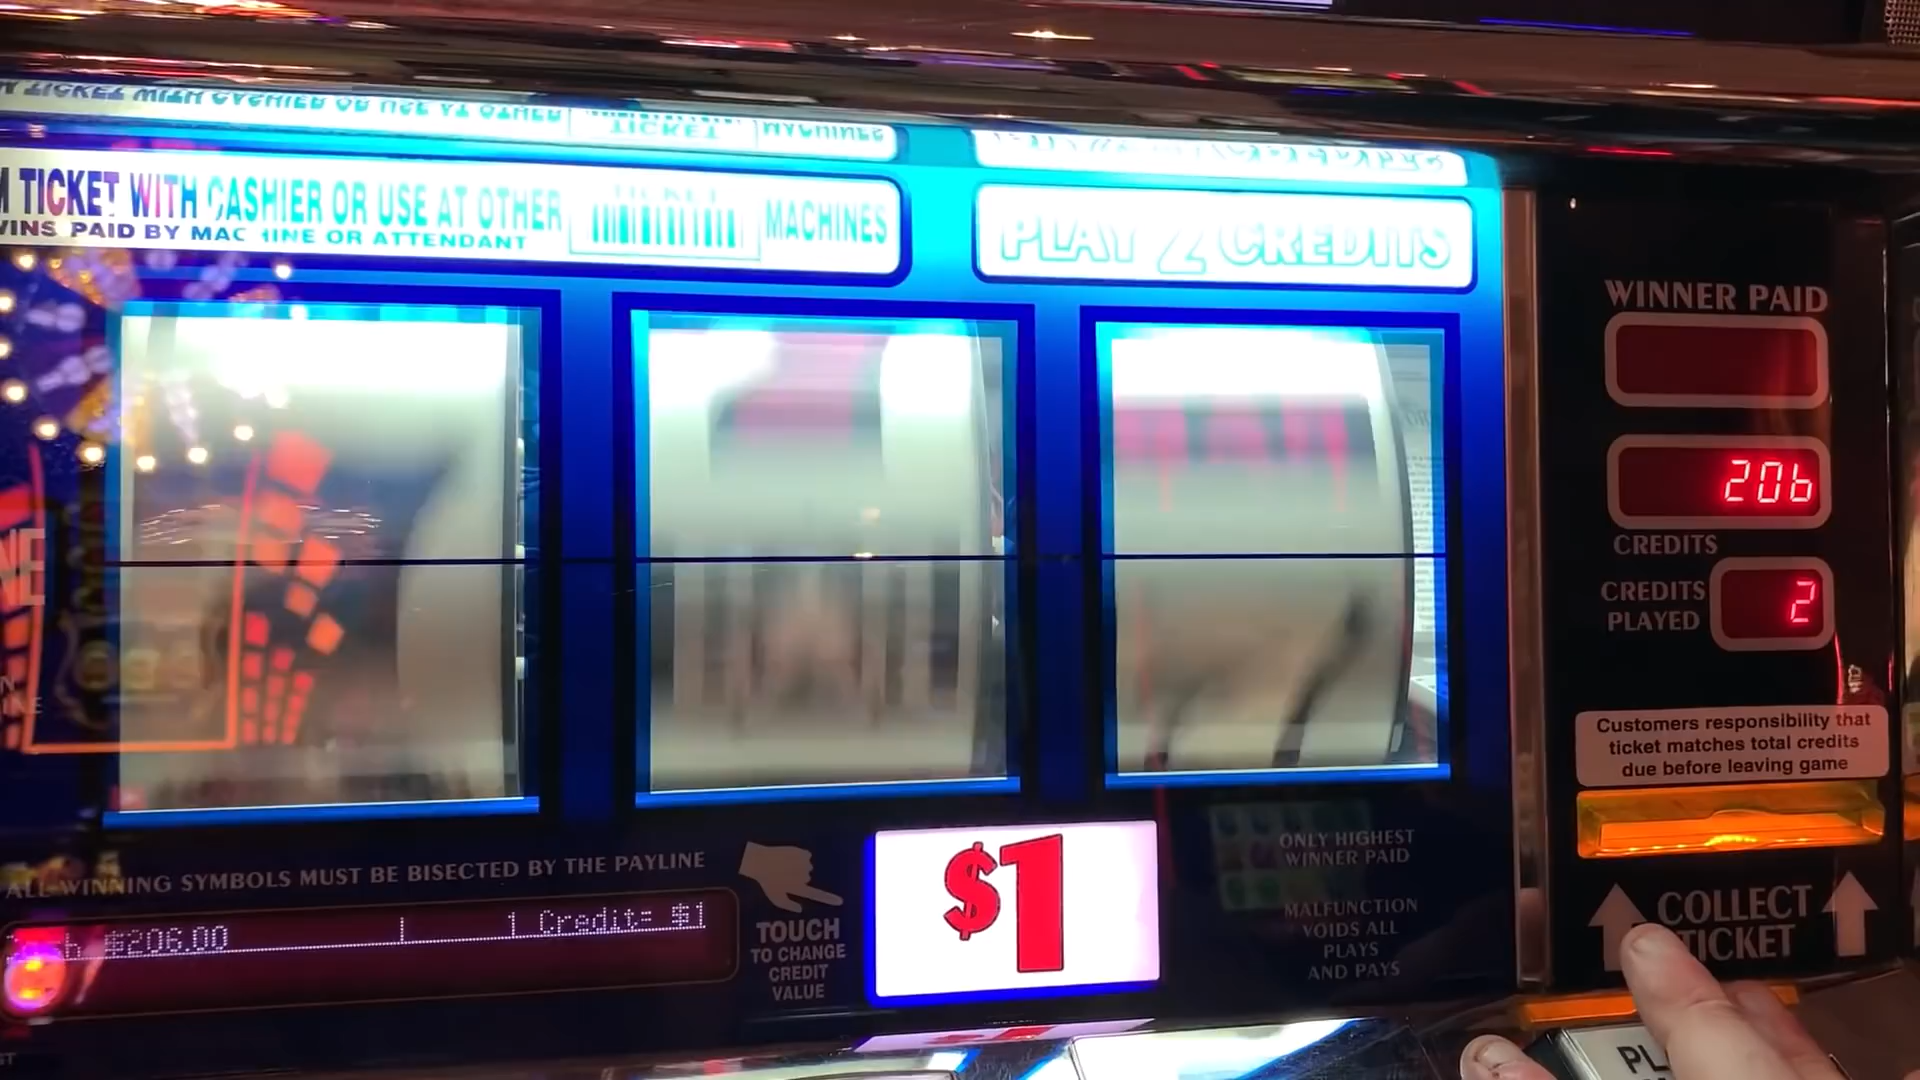 TICKET WITH CASHIER OR USE AT OTHER
MACHINES
WINS PAID BY MACHINE OR ATTENDANT
PLAY 2 CREDITS
WINNER PAID
206
CREDITS
CREDITS
PLAYED
2
Customers responsibility that
ticket matches total credits
due before leaving game
ALL WINNING SYMBOLS MUST BE BISECTED BY THE PAYLINE
$206.00
1 Credit= $1
TOUCH
TO CHANGE
CREDIT
VALUE
$1
ONLY HIGHEST
WINNER PAID
MALFUNCTION
VOIDS ALL
PLAYS
AND PAYS
COLLECT
TICKET